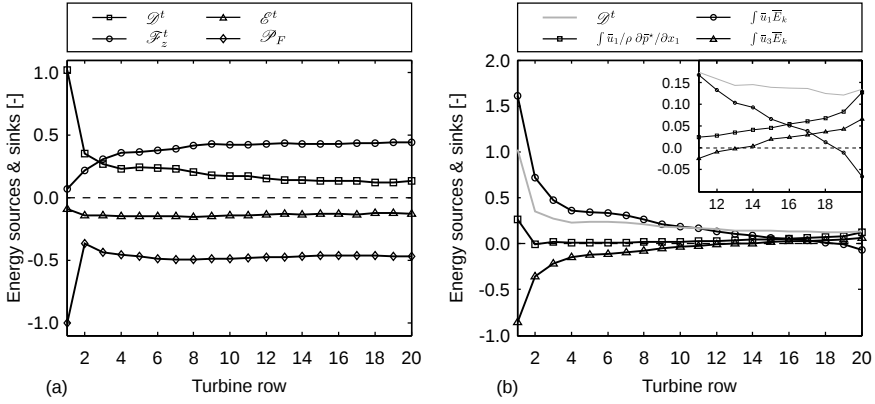 𝒟^t ℰ^t
ℱ_z^t 𝒫_F
1.0
0.5
0.0
-0.5
-1.0
Energy sources & sinks [-]
2 4 6 8 10 12 14 16 18 20
(a) Turbine row
𝒟^t ∫ ū₁Ē_k
∫ ū₁/ρ ∂p̄*/∂x₁ ∫ ū₃Ē_k
2.0
1.5
1.0
0.5
0.0
-0.5
-1.0
Energy sources & sinks [-]
0.15
0.10
0.05
0.00
-0.05
12 14 16 18
2 4 6 8 10 12 14 16 18 20
(b) Turbine row